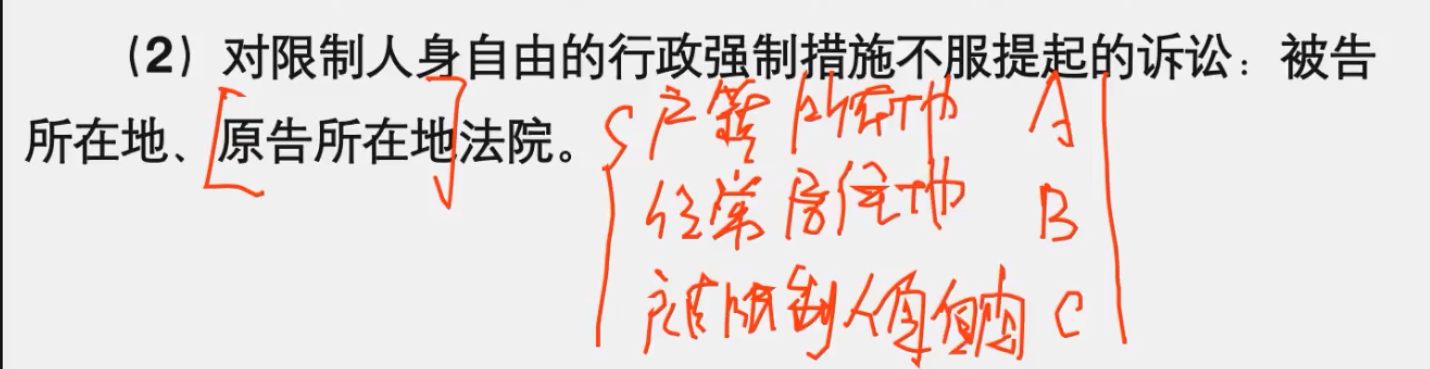 (2) 对限制人身自由的行政强制措施不服提起的诉讼：被告
所在地、原告所在地法院。
户籍所在地 A
经常居住地 B
被限制人身自由 C